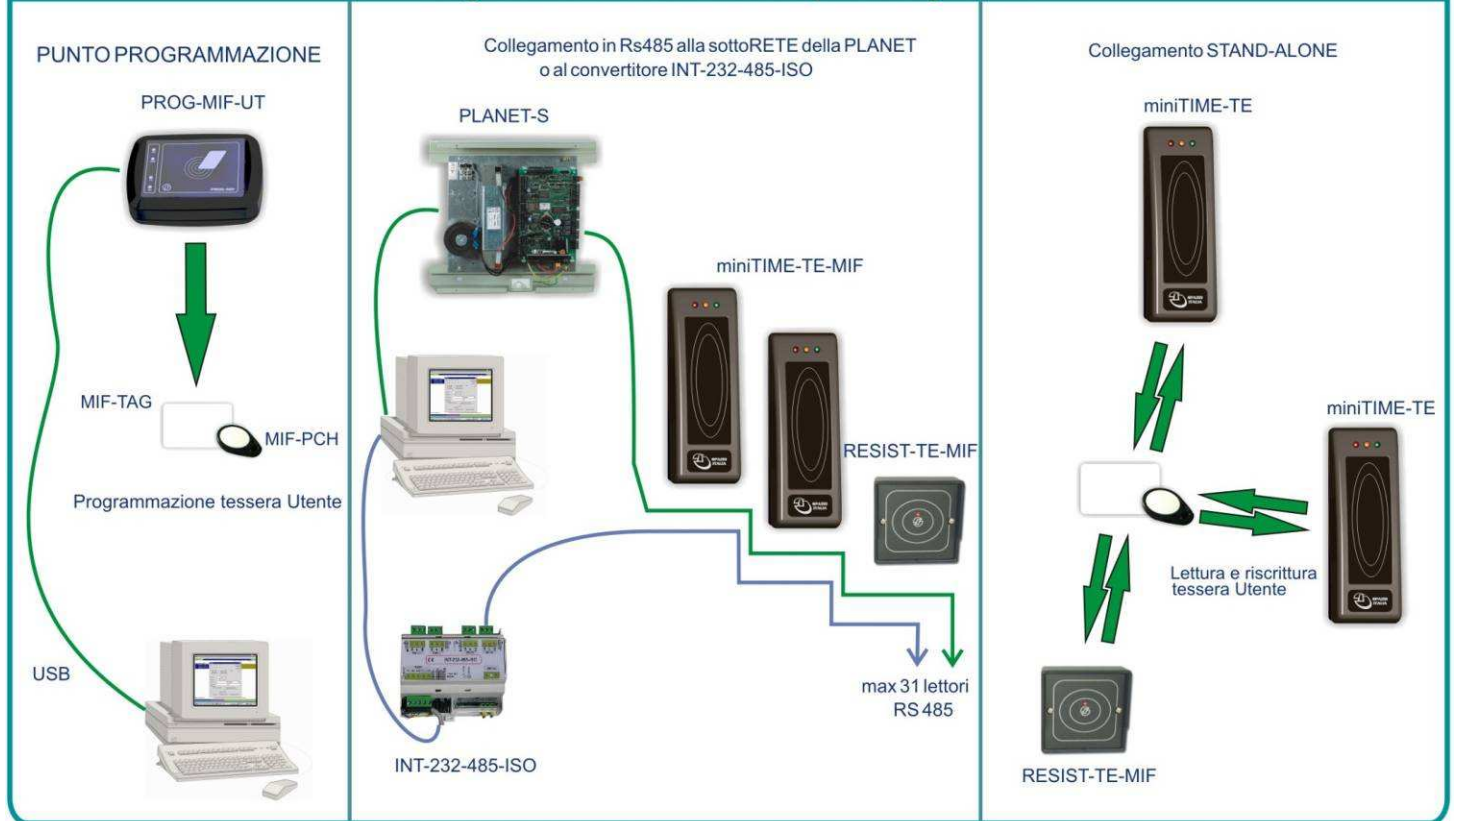 PUNTO PROGRAMMAZIONE
PROG-MIF-UT
MIF-TAG
MIF-PCH
Programmazione tessera Utente
USB
Collegamento in Rs485 alla sottoRETE della PLANET
o al convertitore INT-232-485-ISO
PLANET-S
miniTIME-TE-MIF
RESIST-TE-MIF
max 31 lettori
RS 485
INT-232-485-ISO
Collegamento STAND-ALONE
miniTIME-TE
miniTIME-TE
Lettura e riscrittura
tessera Utente
RESIST-TE-MIF